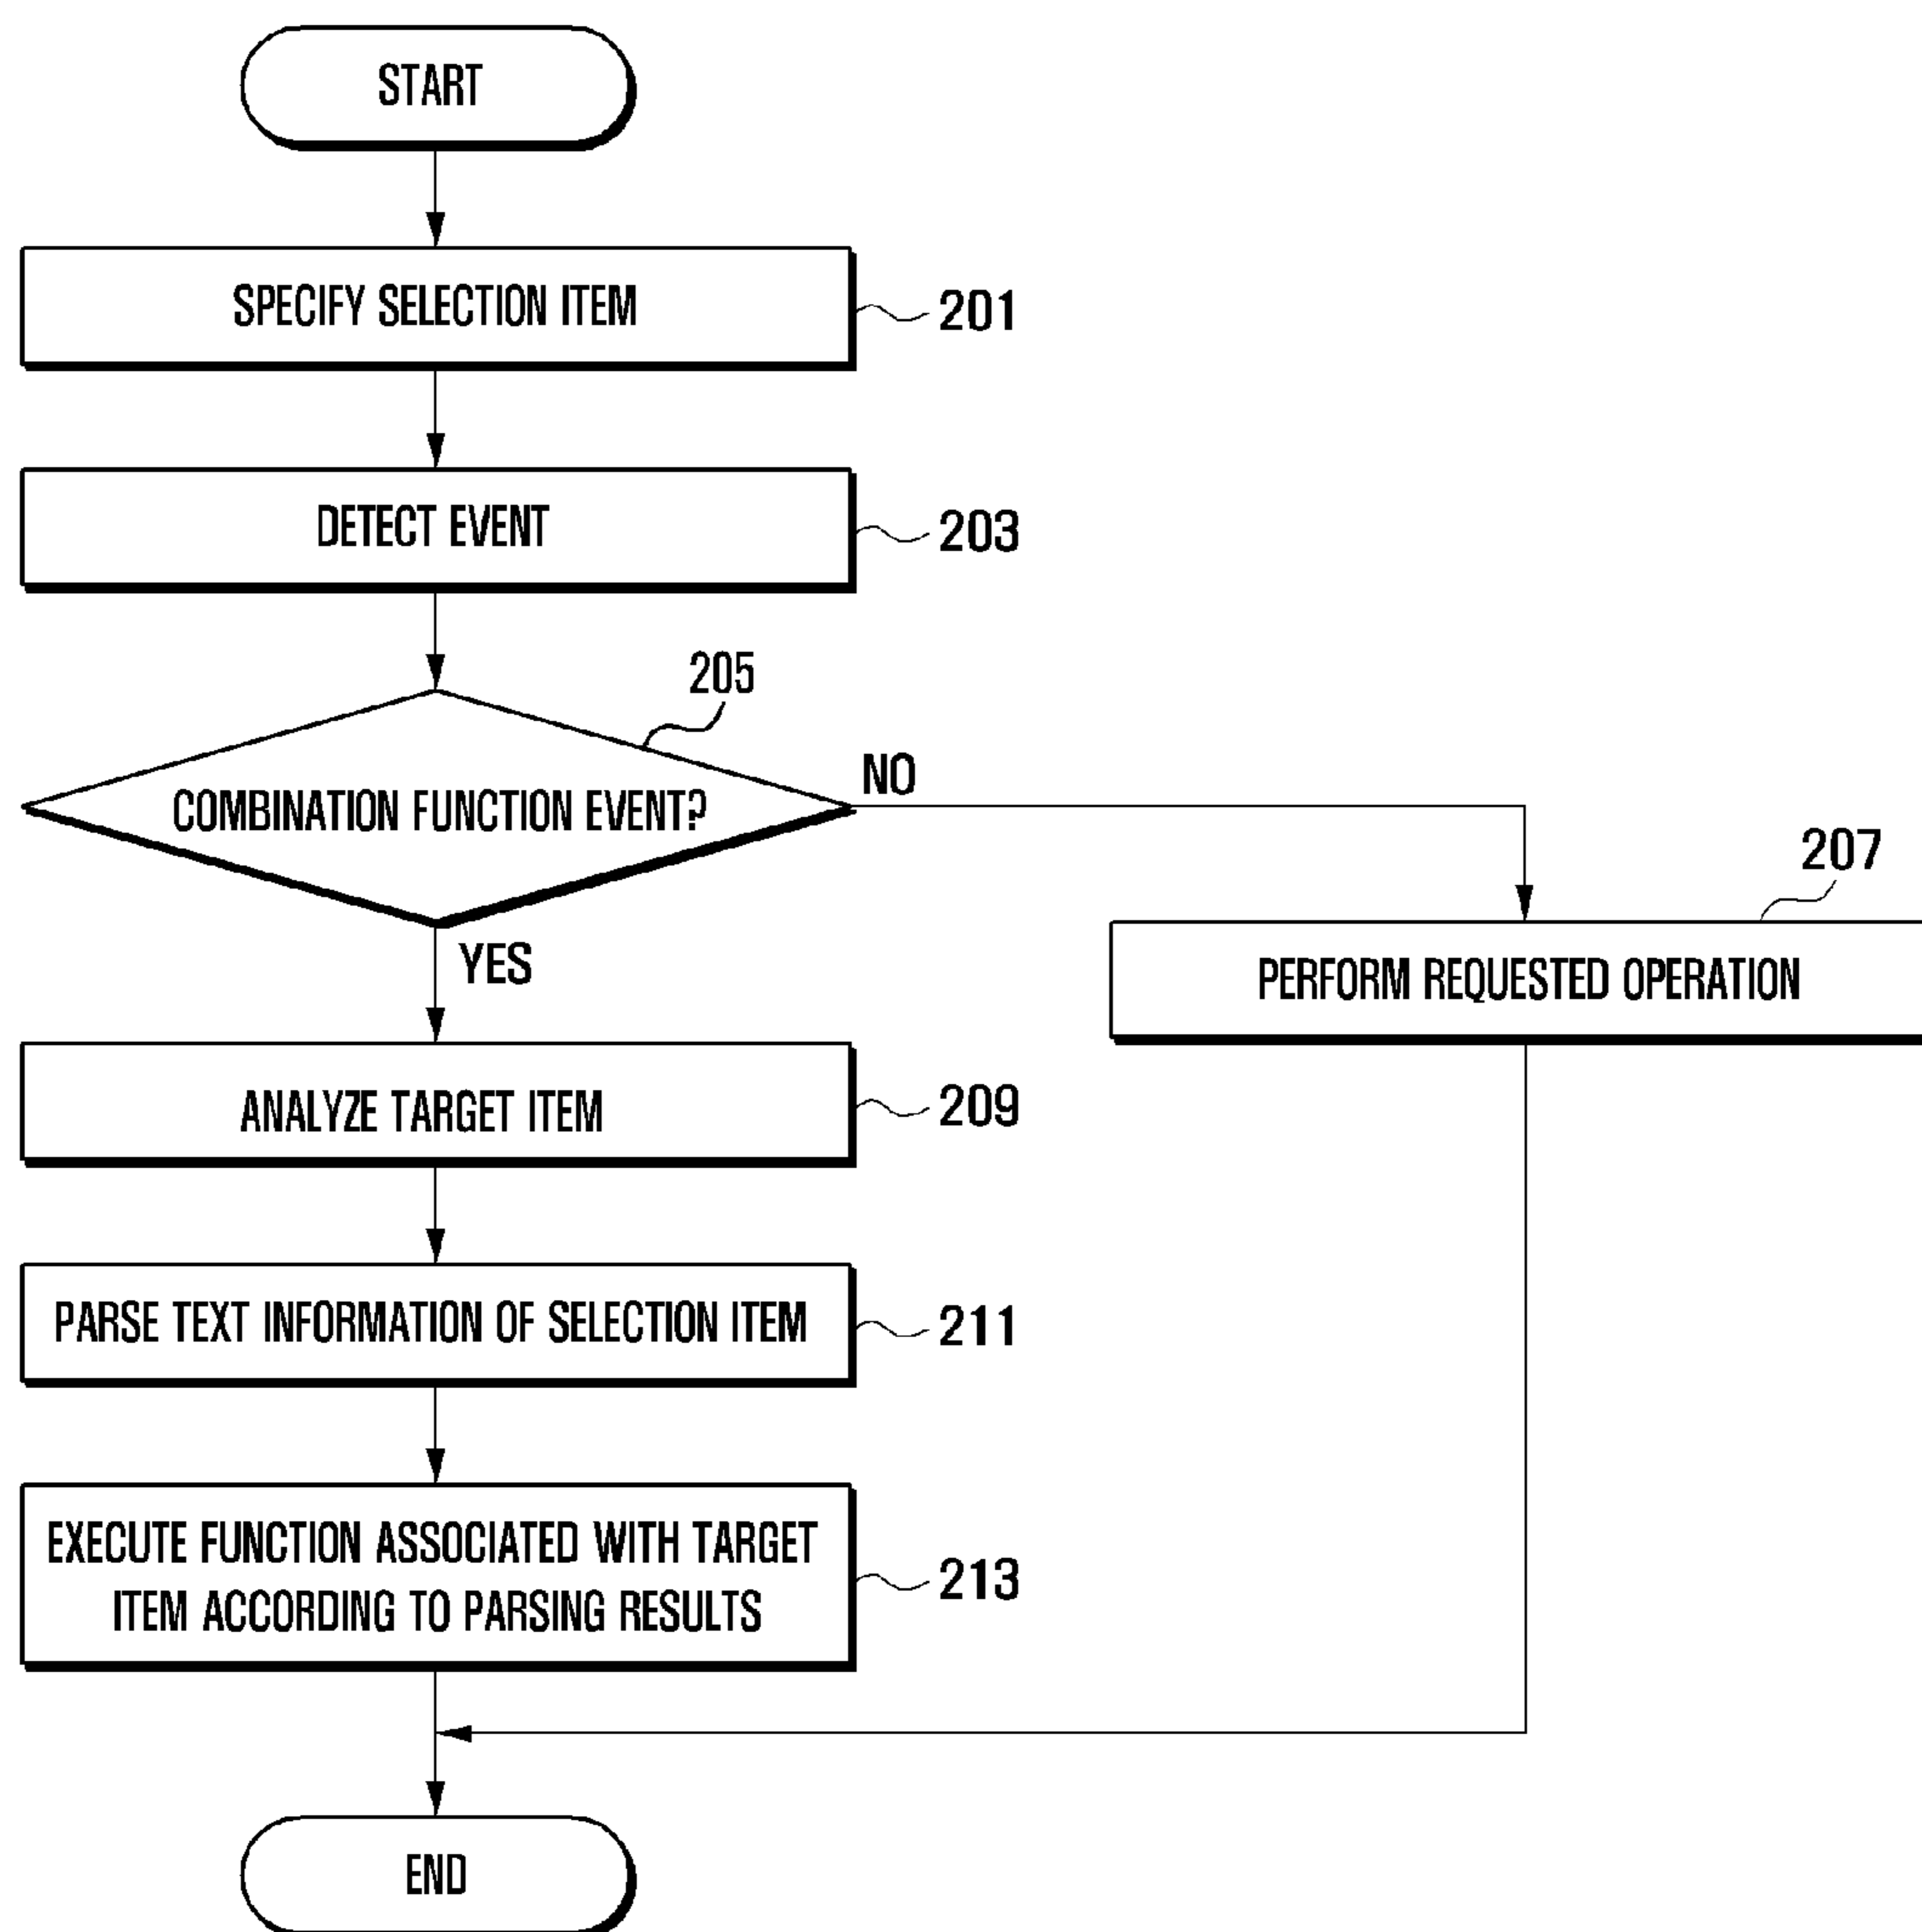 START
SPECIFY SELECTION ITEM
201
DETECT EVENT
203
205
COMBINATION FUNCTION EVENT?
NO
YES
207
PERFORM REQUESTED OPERATION
ANALYZE TARGET ITEM
209
PARSE TEXT INFORMATION OF SELECTION ITEM
211
EXECUTE FUNCTION ASSOCIATED WITH TARGET
ITEM ACCORDING TO PARSING RESULTS
213
END